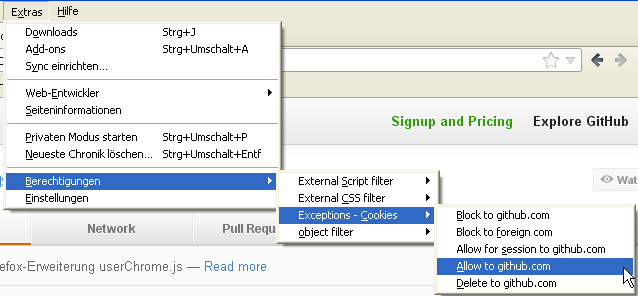 Extras Hilfe
Downloads Strg+J
Add-ons Strg+Umschalt+A
Sync einrichten...
Web-Entwickler
Seiteninformationen
Signup and Pricing Explore GitHub
Privaten Modus starten Strg+Umschalt+P
Neueste Chronik löschen... Strg+Umschalt+Entf
Berechtigungen
Einstellungen
External Script filter
External CSS filter
Exceptions - Cookies
object filter
Wat
Block to github.com
Block to foreign com
Allow for session to github.com
Allow to github.com
Delete to github.com
Network Pull Requ
efox-Erweiterung userChrome.js — Read more